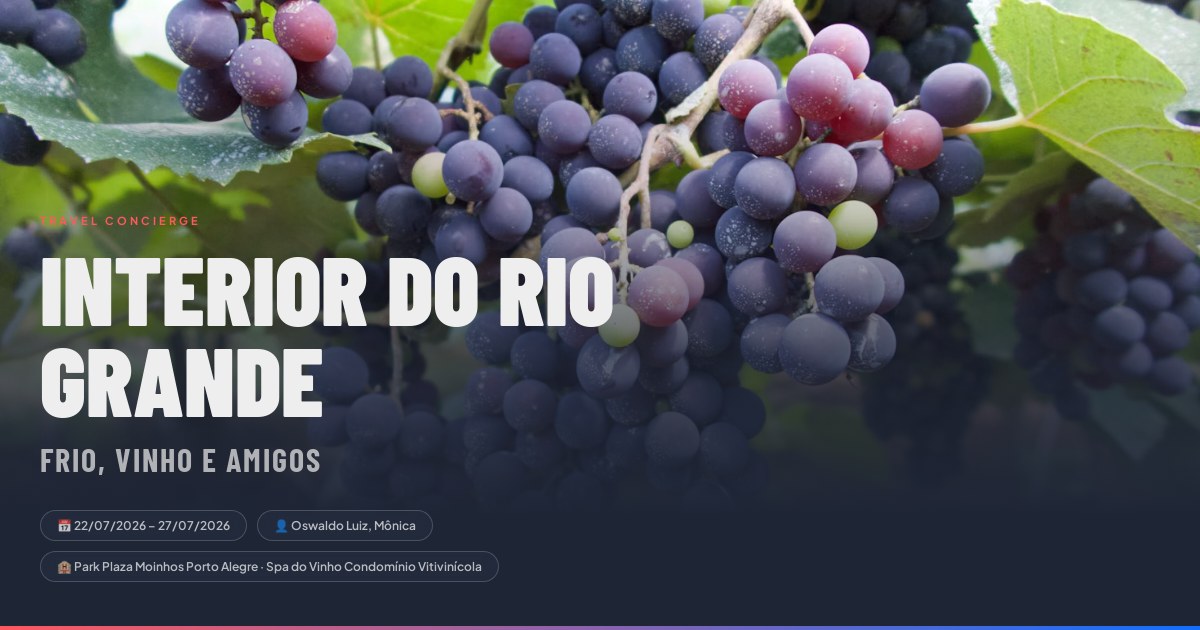 TRAVEL CONCIERGE
INTERIOR DO RIO
GRANDE
FRIO, VINHO E AMIGOS
22/07/2026 – 27/07/2026
Oswaldo Luiz, Mônica
Park Plaza Moinhos Porto Alegre · Spa do Vinho Condomínio Vitivinícola